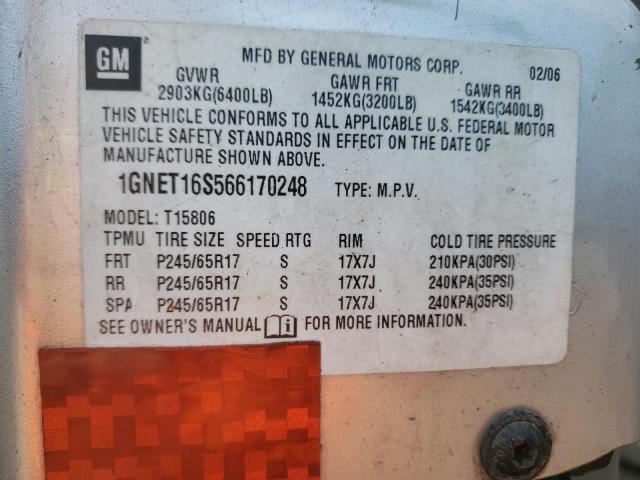 GM
MFD BY GENERAL MOTORS CORP. 02/06
GVWR GAWR FRT GAWR RR
2903KG(6400LB) 1452KG(3200LB) 1542KG(3400LB)
THIS VEHICLE CONFORMS TO ALL APPLICABLE U.S. FEDERAL MOTOR
VEHICLE SAFETY STANDARDS IN EFFECT ON THE DATE OF
MANUFACTURE SHOWN ABOVE.
1GNET16S566170248 TYPE: M.P.V.
MODEL: T15806
TPMU TIRE SIZE SPEED RTG RIM COLD TIRE PRESSURE
FRT P245/65R17 S 17X7J 210KPA(30PSI)
RR P245/65R17 S 17X7J 240KPA(35PSI)
SPA P245/65R17 S 17X7J 240KPA(35PSI)
SEE OWNER'S MANUAL i FOR MORE INFORMATION.